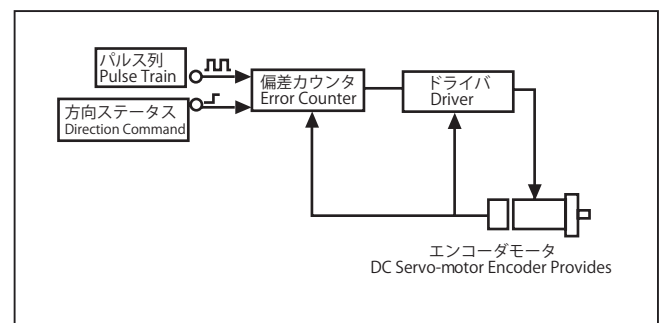 パルス列
Pulse Train
方向ステータス
Direction Command
偏差カウンタ
Error Counter
ドライバ
Driver
エンコーダモータ
DC Servo-motor Encoder Provides